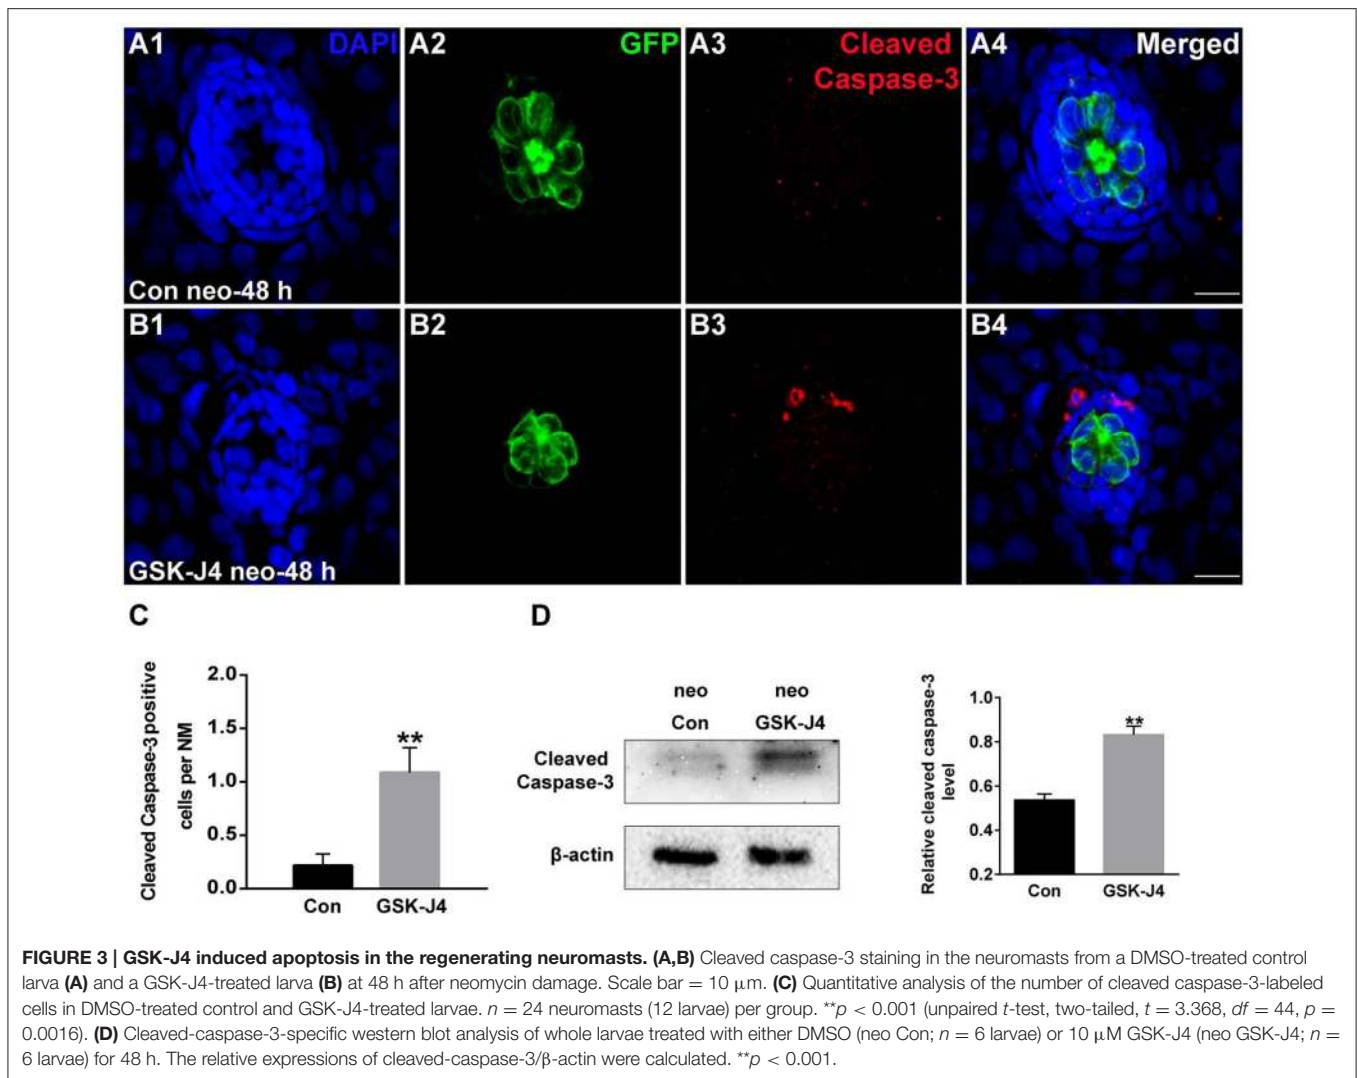 A1 DAPI A2 GFP A3 Cleaved Caspase-3 A4 Merged
Con neo-48 h
B1 B2 B3 B4
GSK-J4 neo-48 h
C
Cleaved Caspase-3 positive
cells per NM
2.0
1.5
1.0
0.5
0.0
**
Con GSK-J4
D
neo neo
Con GSK-J4
Cleaved
Caspase-3
β-actin
Relative cleaved caspase-3
level
1.0
0.8
0.6
0.4
0.2
**
Con GSK-J4
FIGURE 3 | GSK-J4 induced apoptosis in the regenerating neuromasts. (A,B) Cleaved caspase-3 staining in the neuromasts from a DMSO-treated control
larva (A) and a GSK-J4-treated larva (B) at 48 h after neomycin damage. Scale bar = 10 μm. (C) Quantitative analysis of the number of cleaved caspase-3-labeled
cells in DMSO-treated control and GSK-J4-treated larvae. n = 24 neuromasts (12 larvae) per group. **p < 0.001 (unpaired t-test, two-tailed, t = 3.368, df = 44, p =
0.0016). (D) Cleaved-caspase-3-specific western blot analysis of whole larvae treated with either DMSO (neo Con; n = 6 larvae) or 10 μM GSK-J4 (neo GSK-J4; n =
6 larvae) for 48 h. The relative expressions of cleaved-caspase-3/β-actin were calculated. **p < 0.001.